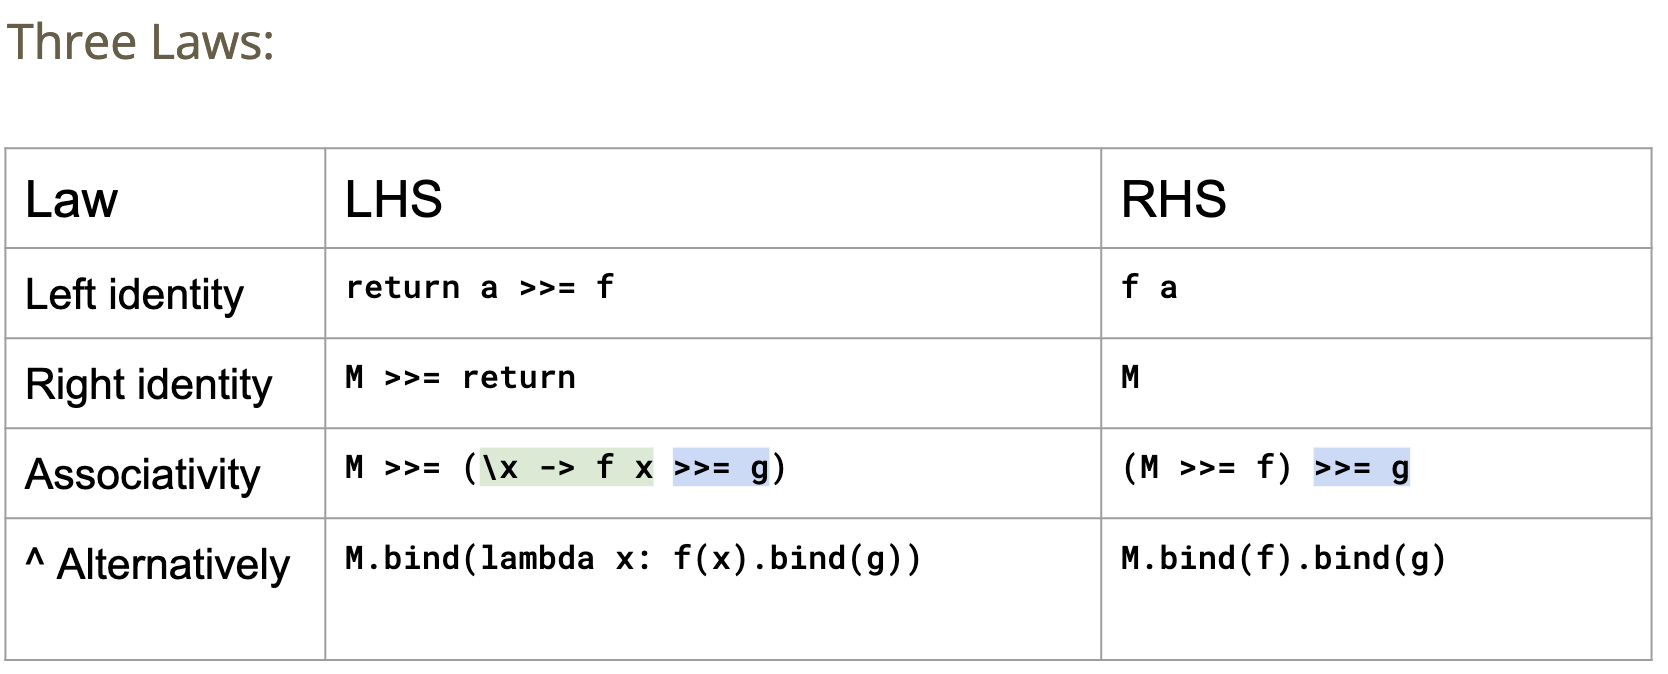 Three Laws:
Law LHS RHS
Left identity return a >>= f f a
Right identity M >>= return M
Associativity M >>= (\x -> f x >>= g) (M >>= f) >>= g
^ Alternatively M.bind(lambda x: f(x).bind(g)) M.bind(f).bind(g)